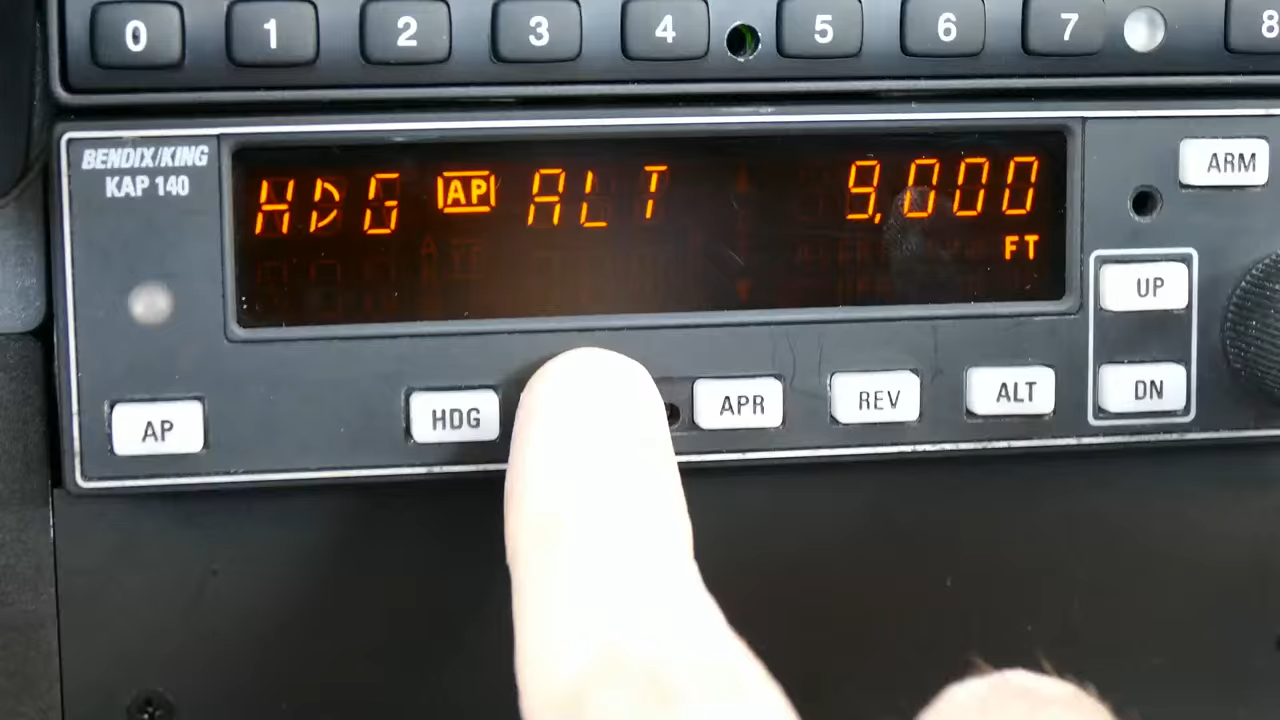 0 1 2 3 4 5 6 7 8
BENDIX/KING
KAP 140
HDG AP ALT 9,000
FT
ARM
UP
DN
AP HDG APR REV ALT